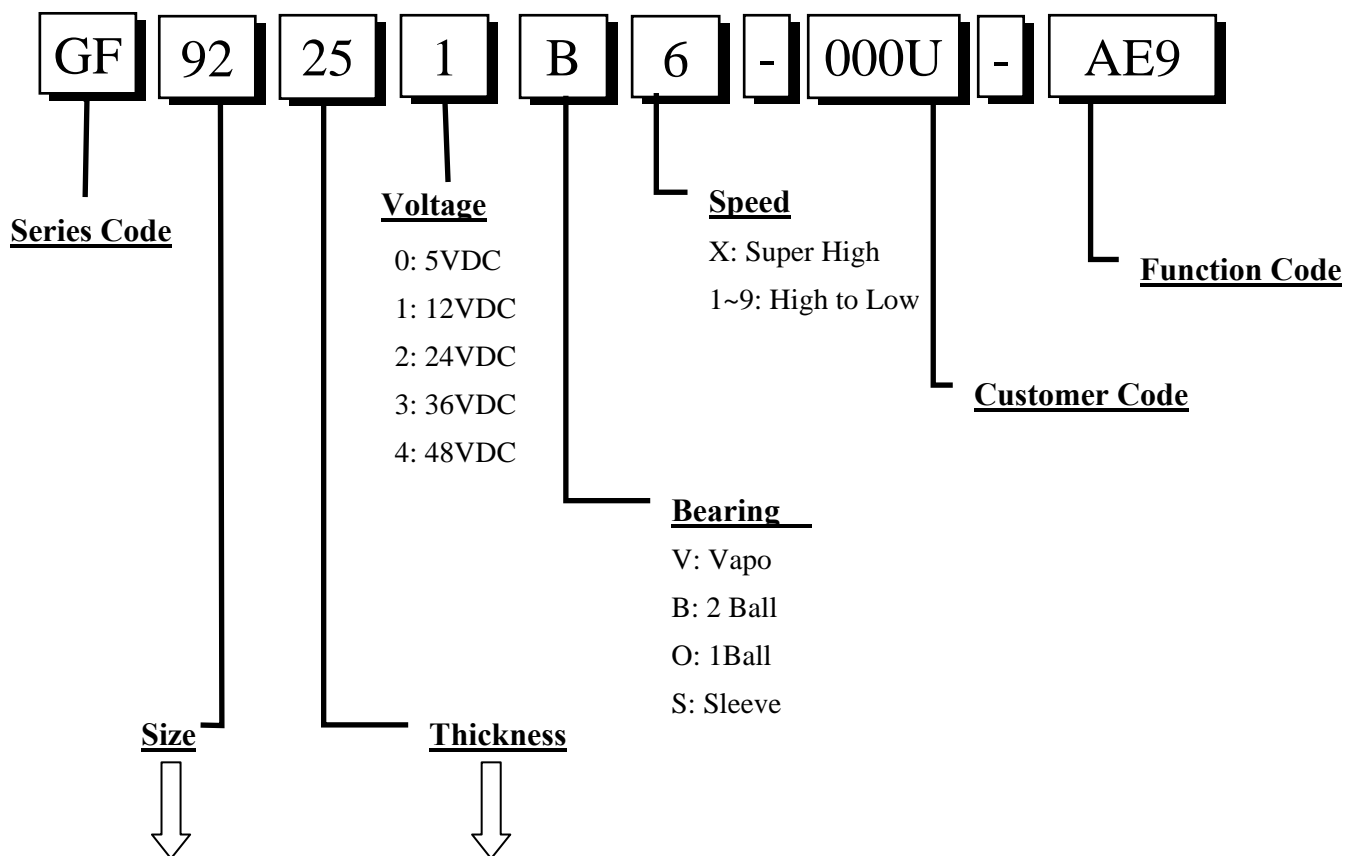 GF 92 25 1 B 6 - 000U - AE9
Series Code
Voltage
0: 5VDC
1: 12VDC
2: 24VDC
3: 36VDC
4: 48VDC
Speed
X: Super High
1~9: High to Low
Function Code
Customer Code
Bearing
V: Vapo
B: 2 Ball
O: 1Ball
S: Sleeve
Size
Thickness